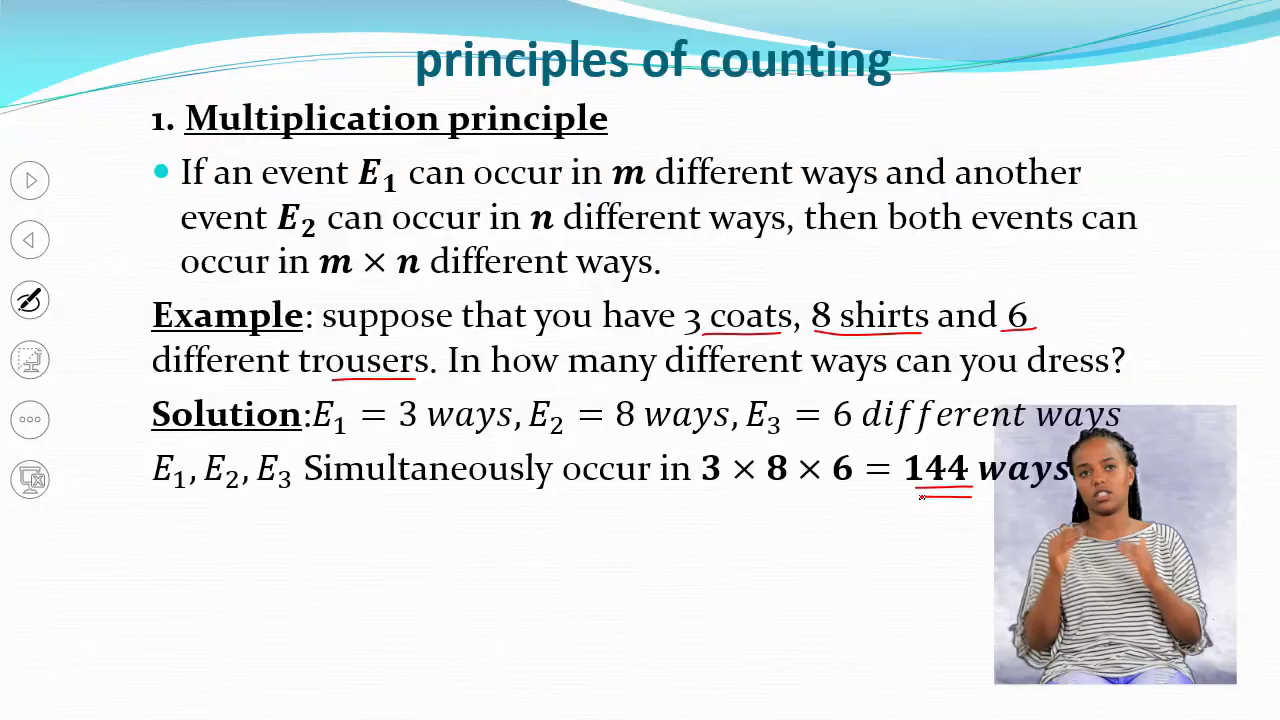 principles of counting
1. Multiplication principle
• If an event E₁ can occur in m different ways and another
event E₂ can occur in n different ways, then both events can
occur in m × n different ways.
Example: suppose that you have 3 coats, 8 shirts and 6
different trousers. In how many different ways can you dress?
Solution:E₁ = 3 ways, E₂ = 8 ways, E₃ = 6 different ways
E₁, E₂, E₃ Simultaneously occur in 3 × 8 × 6 = 144 ways